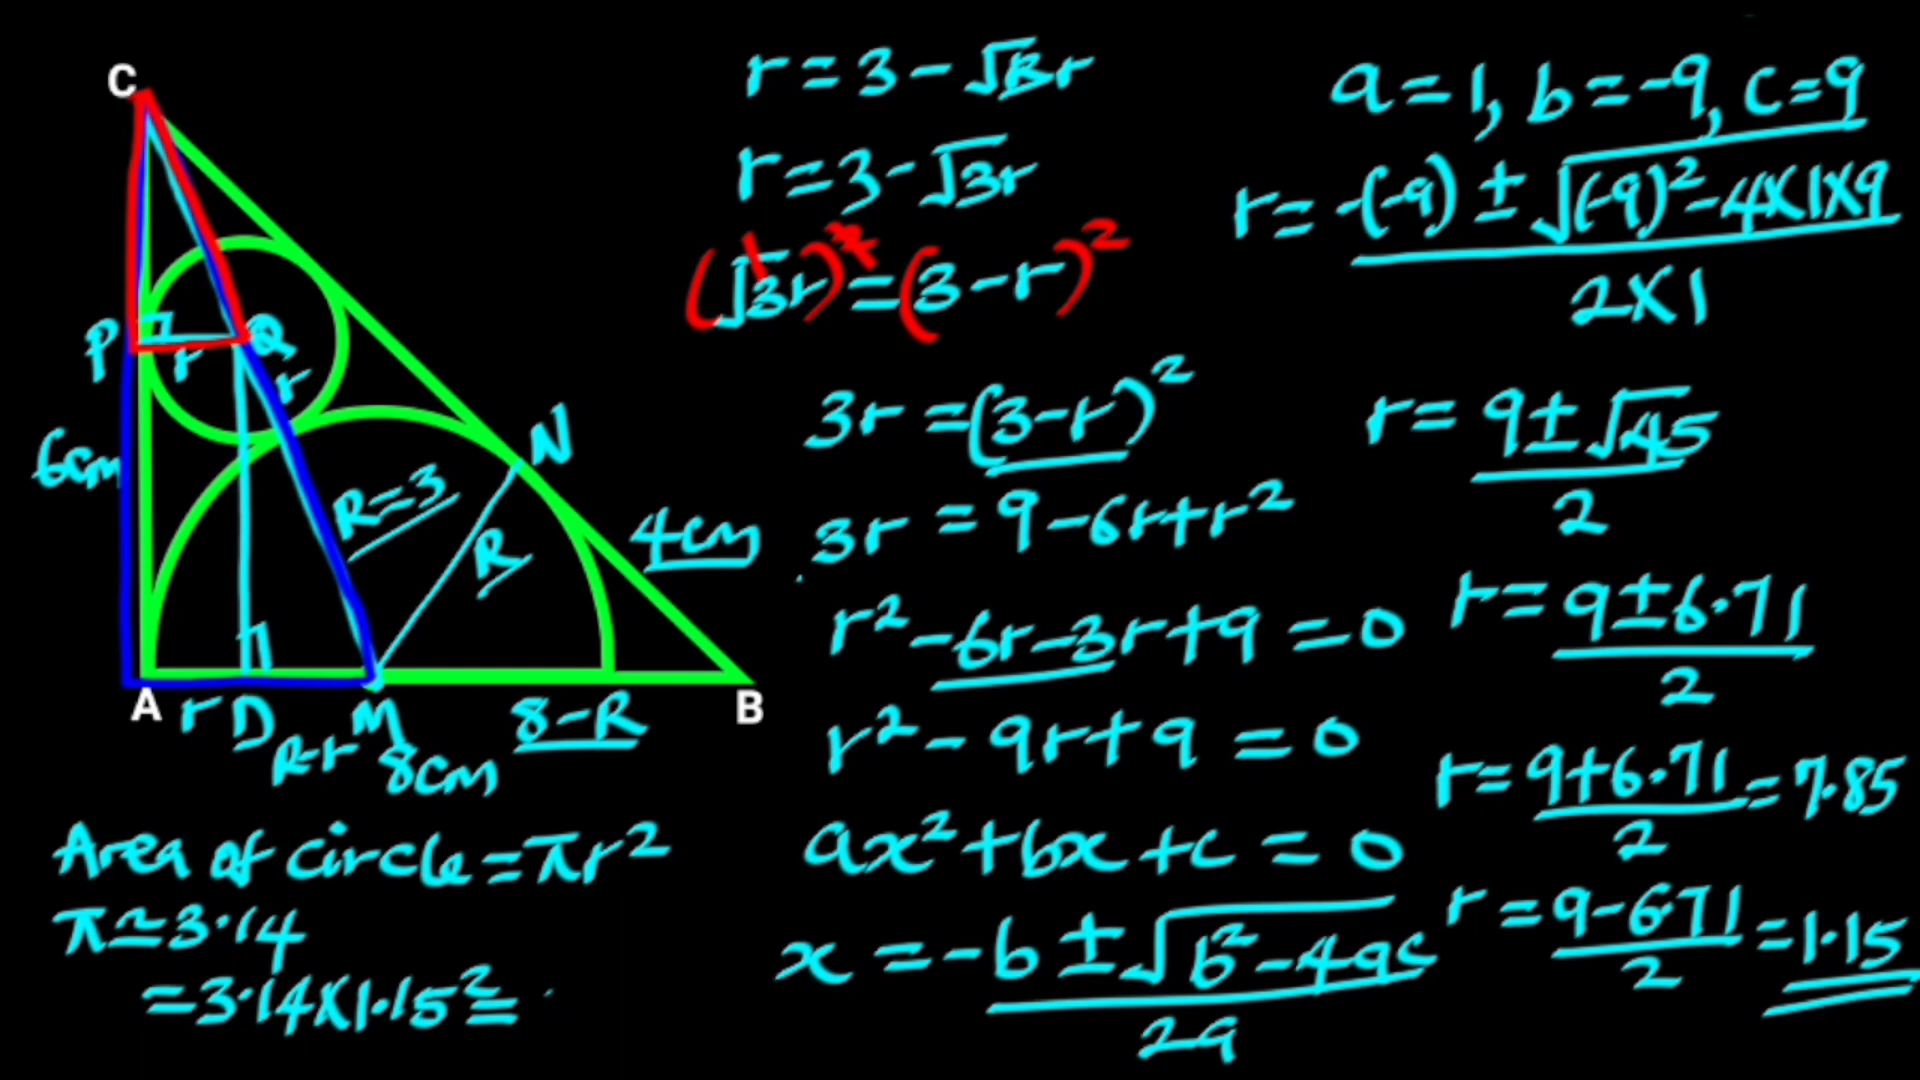 C
P
r
Q
r
6cm
R=3
R
N
4cm
A
r
D
R-r
M
8cm
8-R
B
Area of circle=πr²
π≃3.14
=3.14×1.15²=
r=3-√3r
r=3-√3r
(√3r)²=(3-r)²
3r=(3-r)²
3r=9-6r+r²
r²-6r-3r+9=0
r²-9r+9=0
ax²+bx+c=0
x=-b±√b²-4ac
2a
a=1, b=-9, c=9
r=-(-9)±√(-9)²-4×1×9
2×1
r=9±√45
2
r=9±6.71
2
r=9+6.71=7.85
2
r=9-6.71=1.15
2